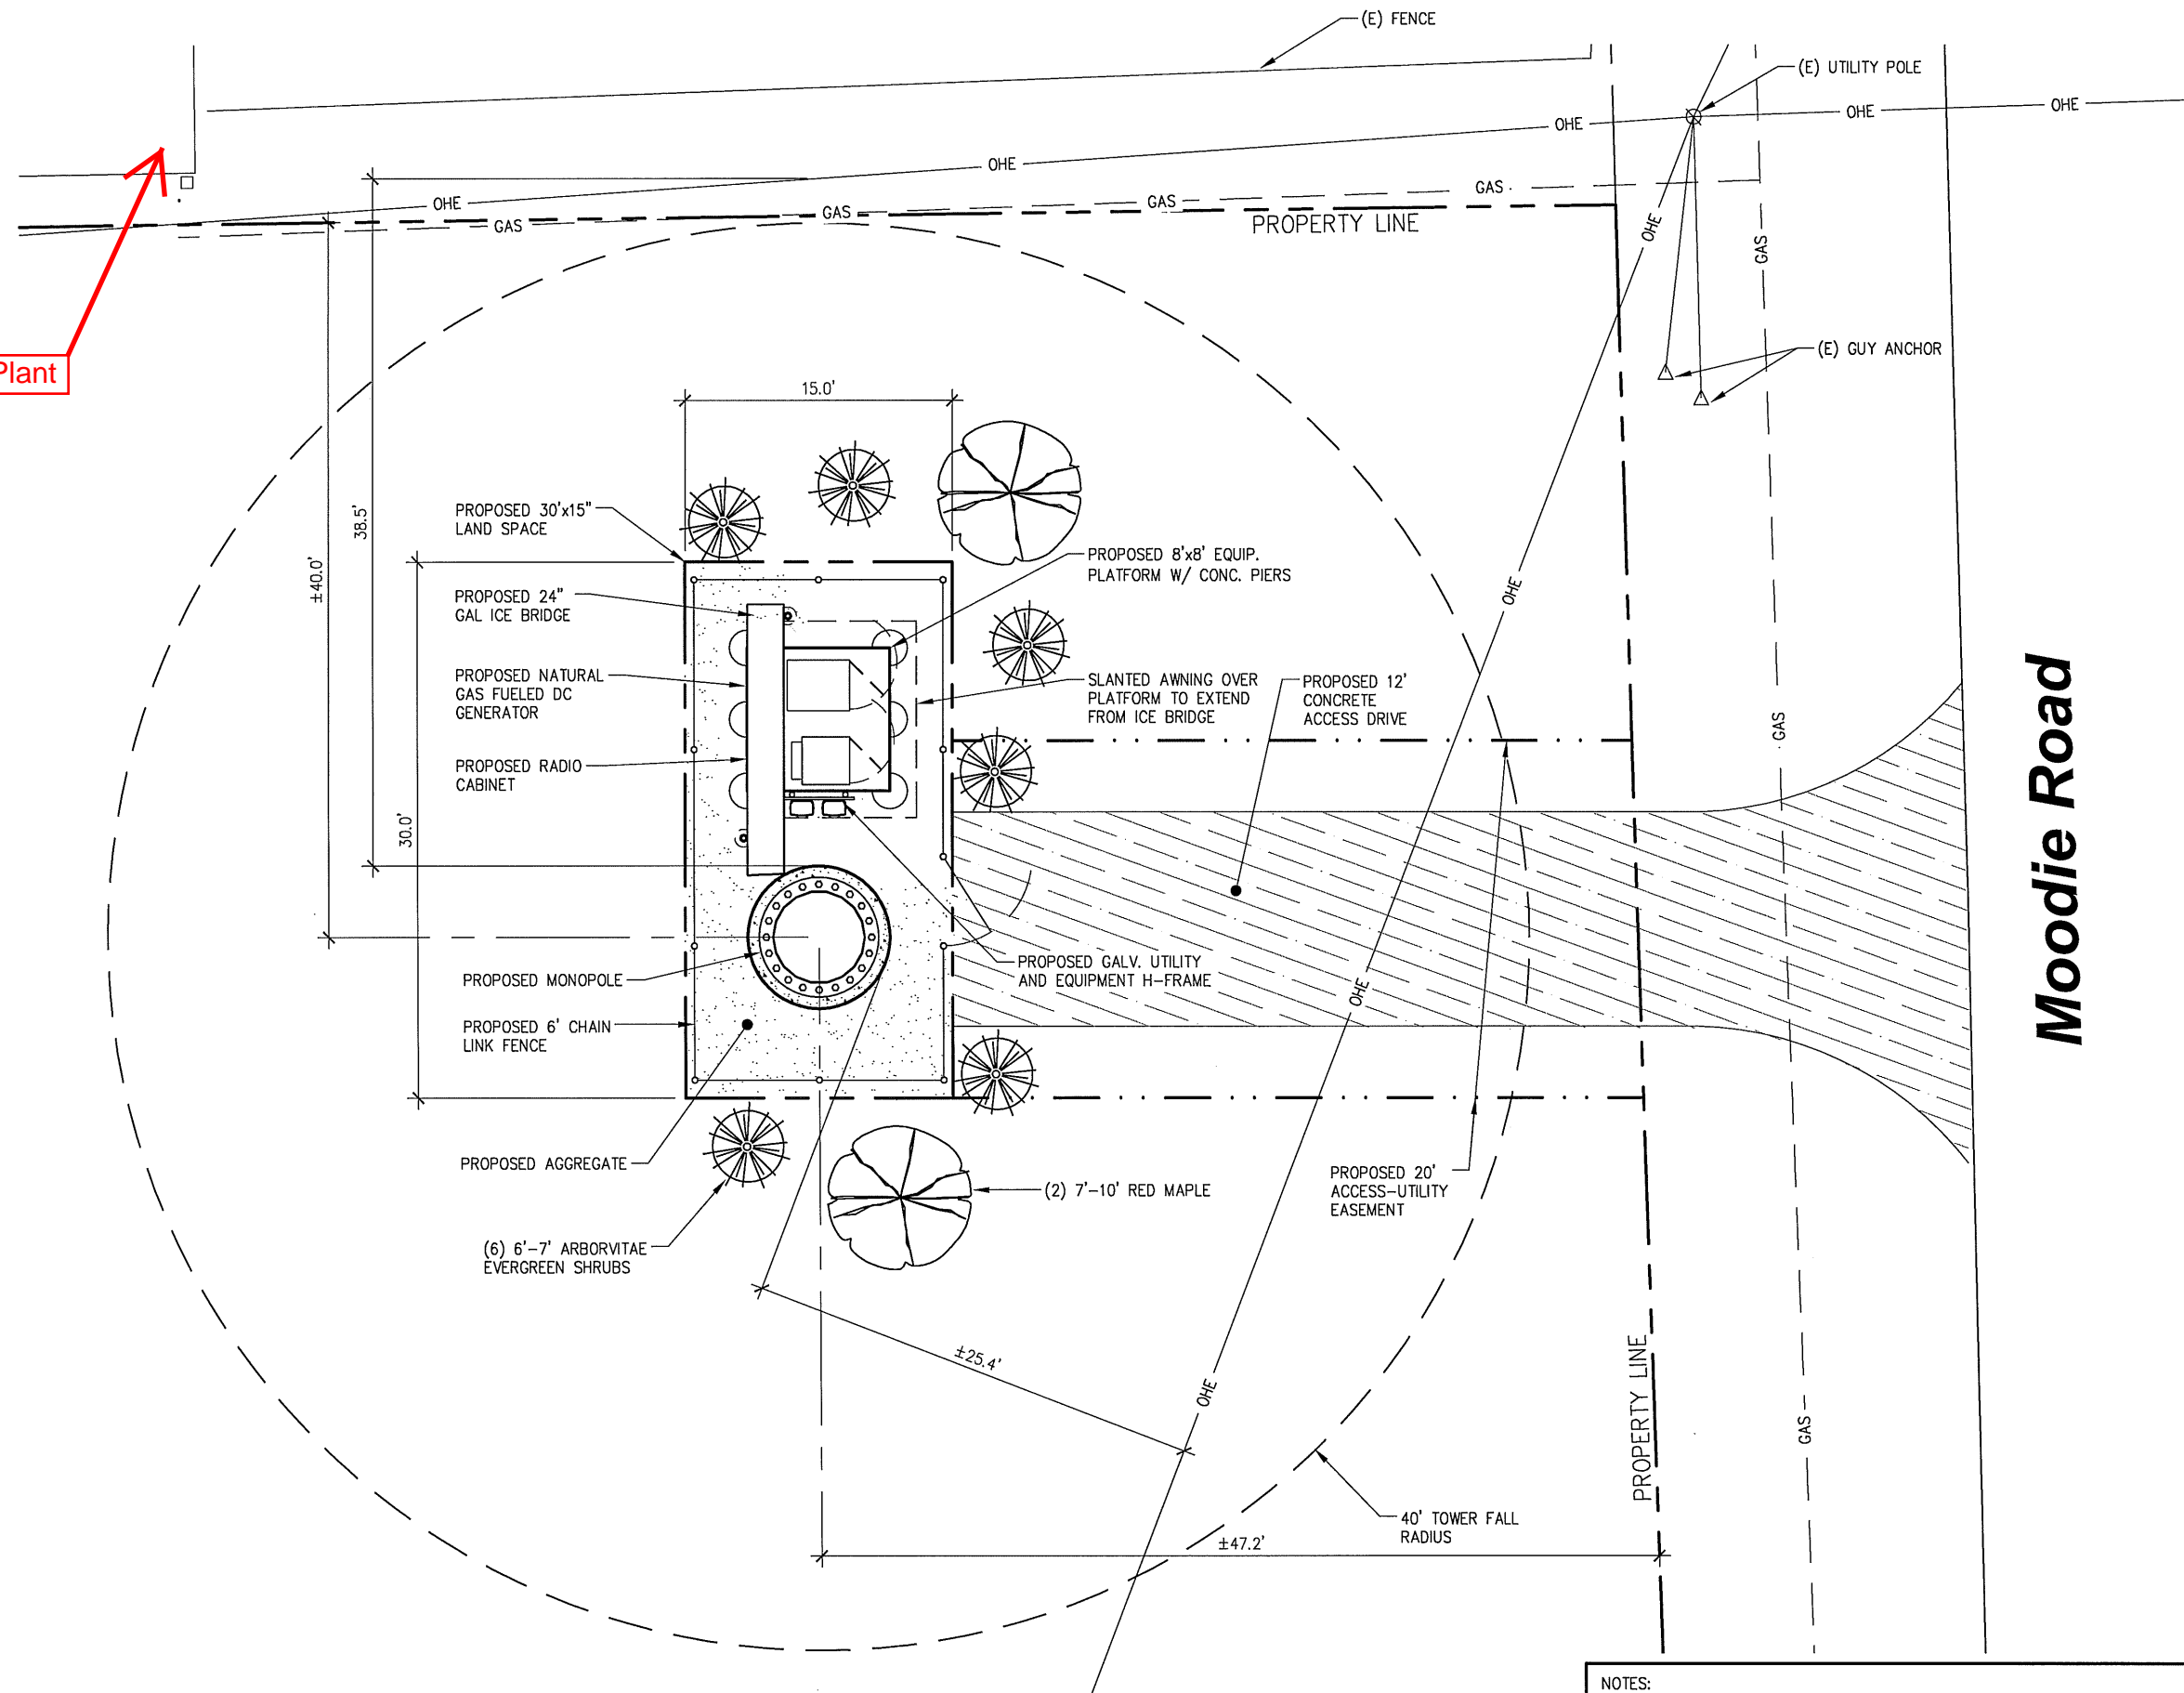 (E) FENCE
(E) UTILITY POLE
OHE
OHE
OHE
OHE
OHE
GAS
GAS
GAS
GAS
PROPERTY LINE
OHE
GAS
(E) GUY ANCHOR
Plant
15.0'
38.5'
±40.0'
PROPOSED 30'x15"
LAND SPACE
PROPOSED 8'x8' EQUIP.
PLATFORM W/ CONC. PIERS
PROPOSED 24"
GAL ICE BRIDGE
OHE
PROPOSED NATURAL
GAS FUELED DC
GENERATOR
SLANTED AWNING OVER
PLATFORM TO EXTEND
FROM ICE BRIDGE
PROPOSED 12'
CONCRETE
ACCESS DRIVE
GAS
PROPOSED RADIO
CABINET
30.0'
Moodie Road
PROPOSED MONOPOLE
PROPOSED GALV. UTILITY
AND EQUIPMENT H-FRAME
OHE
PROPOSED 6' CHAIN
LINK FENCE
PROPOSED AGGREGATE
(2) 7'-10' RED MAPLE
PROPOSED 20'
ACCESS-UTILITY
EASEMENT
(6) 6'-7' ARBORVITAE
EVERGREEN SHRUBS
±25.4'
OHE
PROPERTY LINE
GAS
40' TOWER FALL
RADIUS
±47.2'
NOTES: